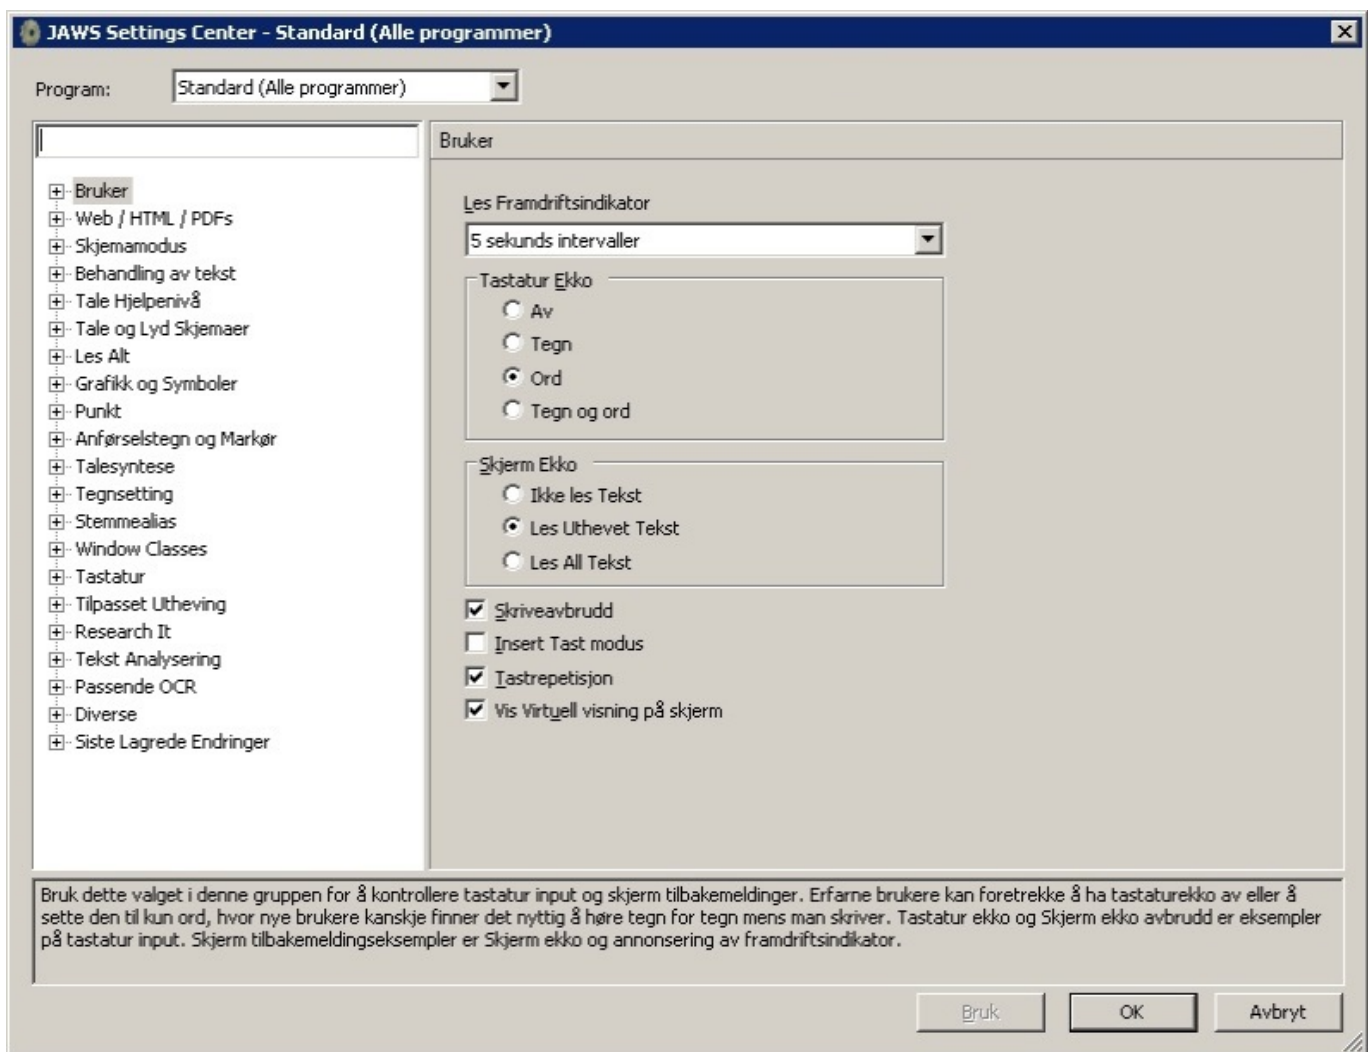 JAWS Settings Center - Standard (Alle programmer)
Program:
Standard (Alle programmer)
Bruker
Web / HTML / PDFs
Skjemamodus
Behandling av tekst
Tale Hjelpenivå
Tale og Lyd Skjemaer
Les Alt
Grafikk og Symboler
Punkt
Anførselstegn og Markør
Talesyntese
Tegnsetting
Stemmealias
Window Classes
Tastatur
Tilpasset Utheving
Research It
Tekst Analysering
Passende OCR
Diverse
Siste Lagrede Endringer
Bruker
Les Framdriftsindikator
5 sekunds intervaller
Tastatur Ekko
Av
Tegn
Ord
Tegn og ord
Skjerm Ekko
Ikke les Tekst
Les Uthevet Tekst
Les All Tekst
Skriveavbrudd
Insert Tast modus
Tastrepetisjon
Vis Virtuell visning på skjerm
Bruk dette valget i denne gruppen for å kontrollere tastatur input og skjerm tilbakemeldinger. Erfarne brukere kan foretrekke å ha tastaturekko av eller å
sette den til kun ord, hvor nye brukere kanskje finner det nyttig å høre tegn for tegn mens man skriver. Tastatur ekko og Skjerm ekko avbrudd er eksempler
på tastatur input. Skjerm tilbakemeldingseksempler er Skjerm ekko og annonsering av framdriftsindikator.
Bruk
OK
Avbryt